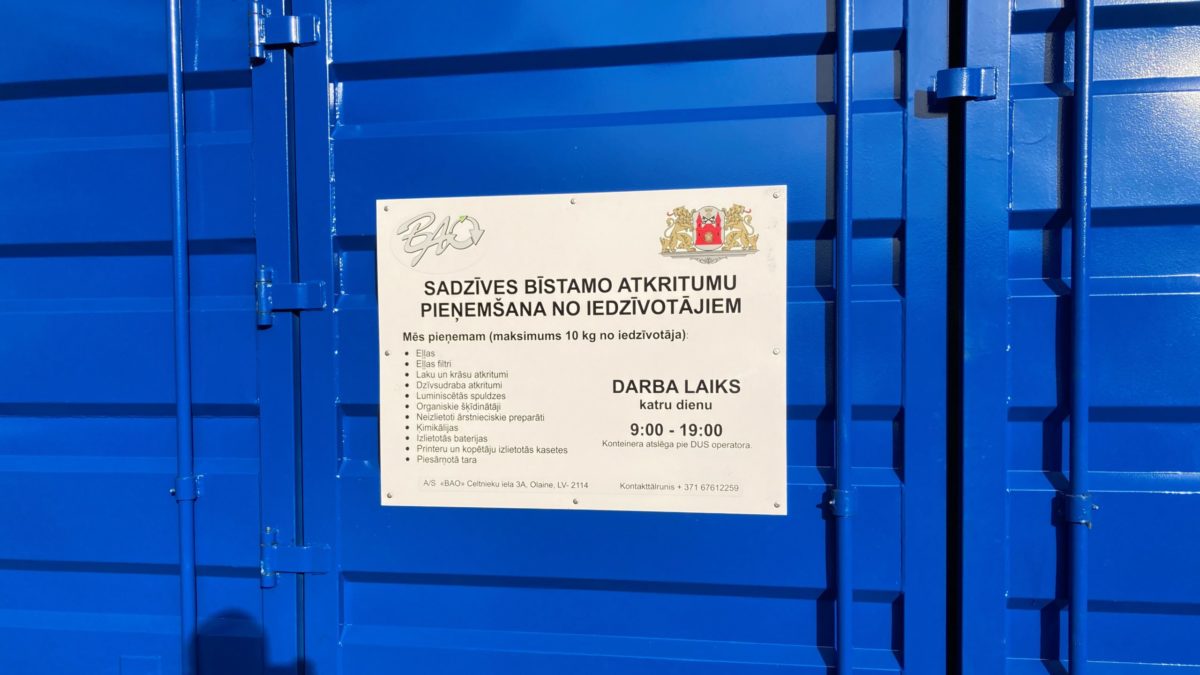 BAO
SADZĪVES BĪSTAMO ATKRITUMU
PIEŅEMŠANA NO IEDZĪVOTĀJIEM
Mēs pieņemam (maksimums 10 kg no iedzīvotāja):
• Eļļas
• Eļļas filtri
• Laku un krāsu atkritumi
• Dzīvsudraba atkritumi
• Luminiscētās spuldzes
• Organiskie šķīdinātāji
• Neizlietoti ārstnieciskie preparāti
• Ķimikālijas
• Izlietotās baterijas
• Printeru un kopētāju izlietotās kasetes
• Piesārņotā tara
DARBA LAIKS
katru dienu
9:00 - 19:00
Konteinera atslēga pie DUS operatora.
A/S «BAO» Celtnieku iela 3A, Olaine, LV- 2114
Kontakttālrunis + 371 67612259